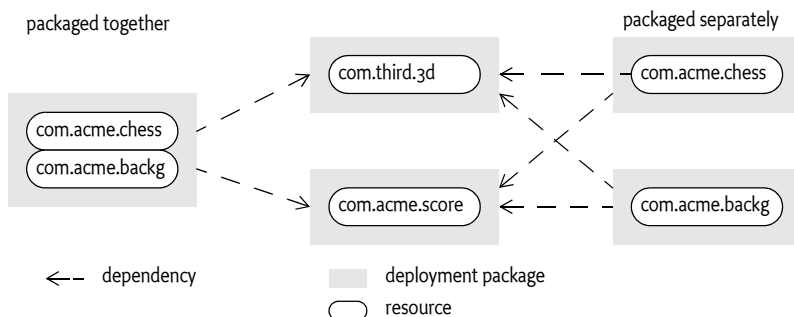 packaged together
packaged separately
com.third.3d
com.acme.chess
com.acme.chess
com.acme.backg
com.acme.score
com.acme.backg
dependency
deployment package
resource